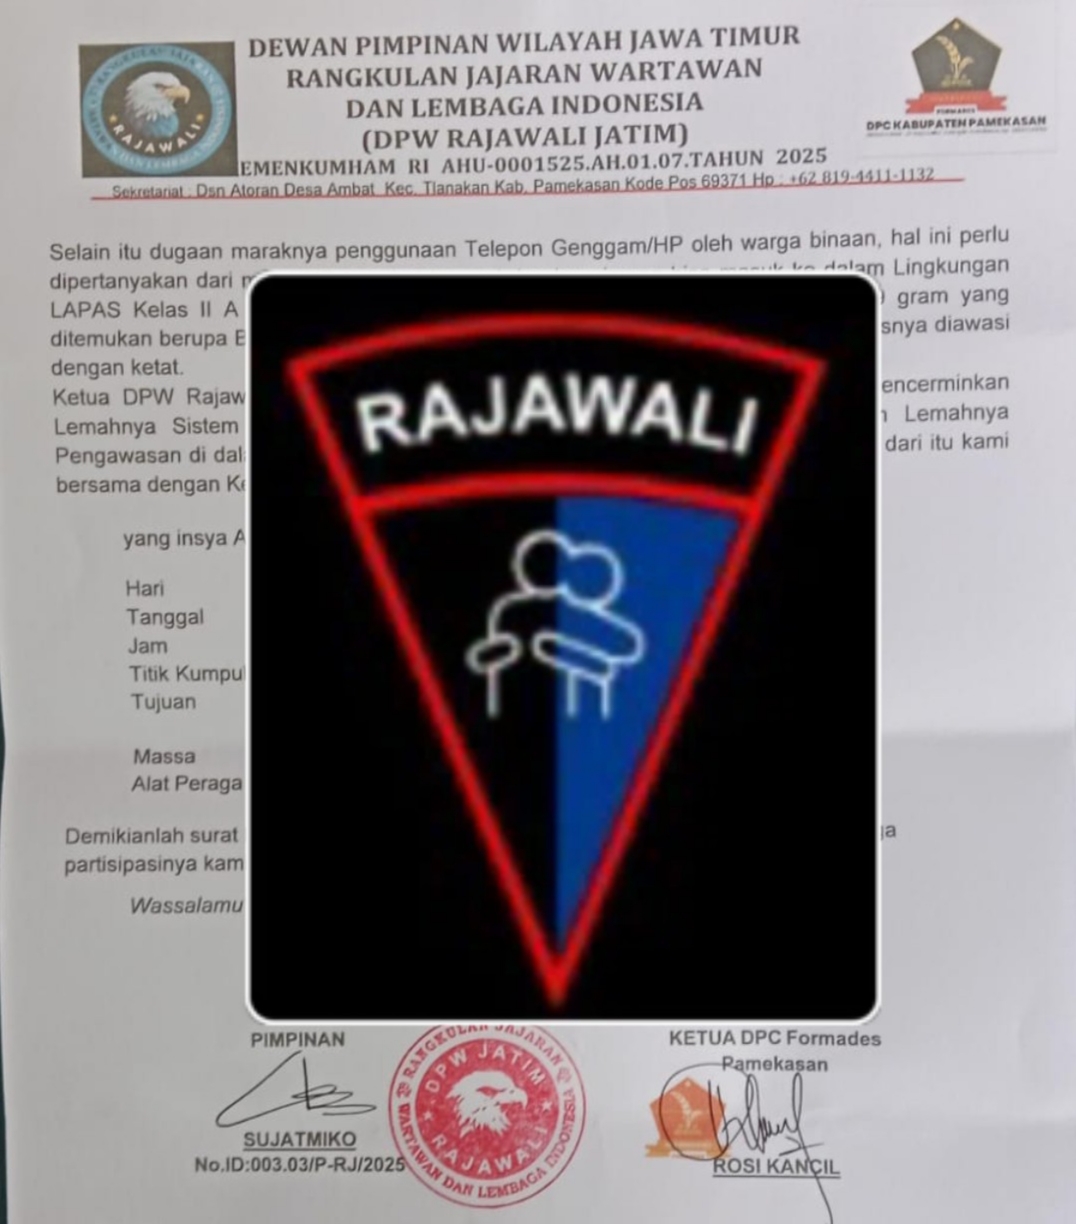 DEWAN PIMPINAN WILAYAH JAWA TIMUR
RANGKULAN JAJARAN WARTAWAN
DAN LEMBAGA INDONESIA
(DPW RAJAWALI JATIM)
EMENKUMHAM RI AHU-0001525.AH.01.07.TAHUN 2025
Sekretariat : Dsn Atoran Desa Ambat Kec. Tlanakan Kab. Pamekasan Kode Pos 69371 Hp : +62 819-4411-1132
RAJAWALI
FORMADES
DPC KABUPATEN PAMEKASAN
Selain itu dugaan maraknya penggunaan Telepon Genggam/HP oleh warga binaan, hal ini perlu
dipertanyakan dari dalam Lingkungan
LAPAS Kelas II A gram yang
ditemukan berupa snya diawasi
dengan ketat.
Ketua DPW Rajaw encerminkan
Lemahnya Sistem Lemahnya
Pengawasan di dal dari itu kami
bersama dengan
yang insya A
Hari
Tanggal
Jam
Titik Kumpul
Tujuan
Massa
Alat Peraga
Demikianlah surat
partisipasinya kam
Wassalamu
RAJAWALI
PIMPINAN
SUJATMIKO
No.ID:003.03/P-RJ/2025
RANGKULAN JAJARAN
DPW JATIM
RAJAWALI
WARTAWAN DAN LEMBAGA INDONESIA
KETUA DPC Formades
Pamekasan
ROSI KANCIL